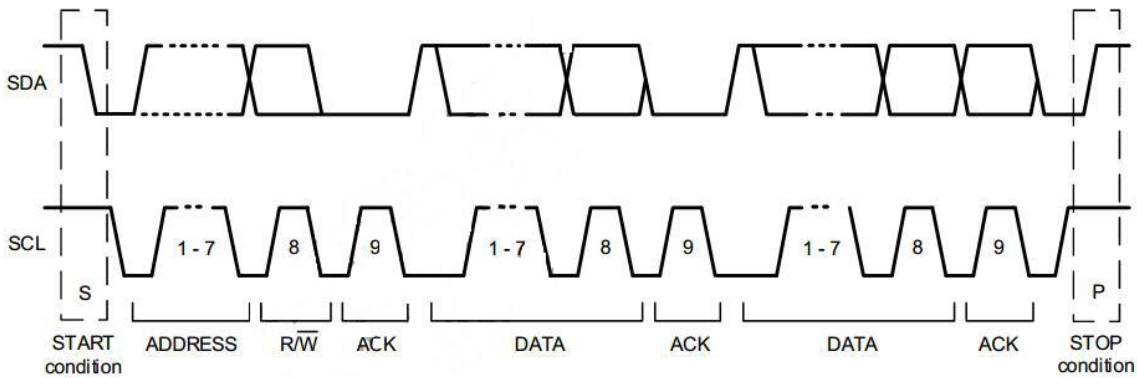 SDA
SCL
1 - 7
8
9
1 - 7
8
9
1 - 7
8
9
S
P
START
condition
ADDRESS
R/W̅
ACK
DATA
ACK
DATA
ACK
STOP
condition